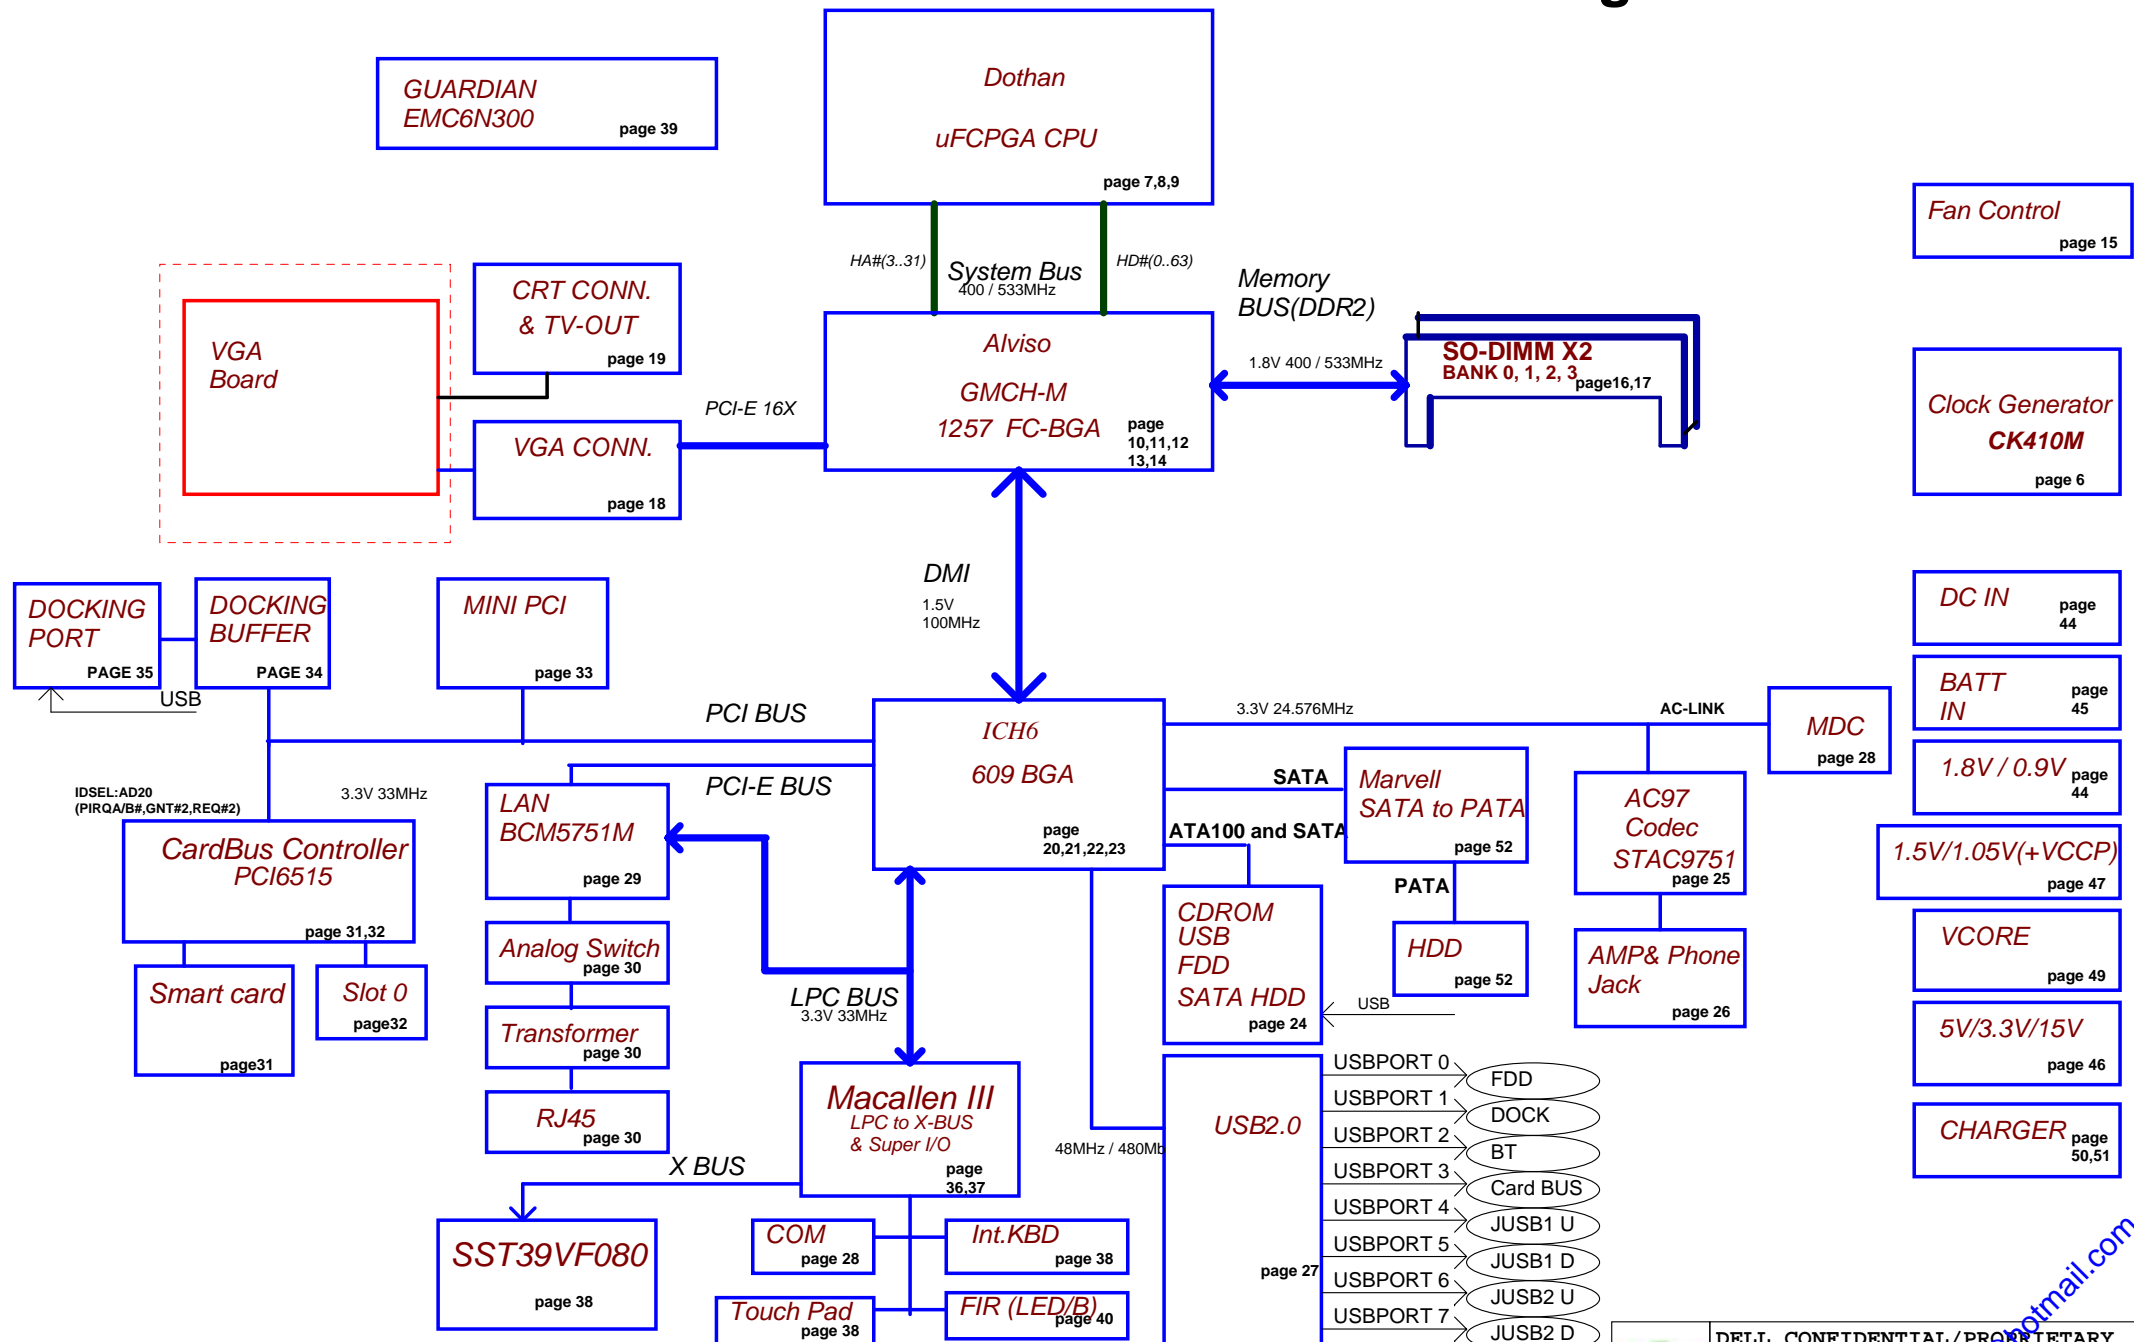 g
GUARDIAN
EMC6N300
page 39
Dothan
uFCPGA CPU
page 7,8,9
Fan Control
page 15
HA#(3..31)
System Bus
400 / 533MHz
HD#(0..63)
Memory
BUS(DDR2)
CRT CONN.
& TV-OUT
page 19
VGA
Board
Alviso
GMCH-M
1257 FC-BGA
page
10,11,12
13,14
1.8V 400 / 533MHz
SO-DIMM X2
BANK 0, 1, 2, 3
page16,17
Clock Generator
CK410M
page 6
PCI-E 16X
VGA CONN.
page 18
DMI
1.5V
100MHz
DOCKING
PORT
PAGE 35
DOCKING
BUFFER
PAGE 34
MINI PCI
page 33
USB
DC IN
page
44
BATT
IN
page
45
PCI BUS
PCI-E BUS
ICH6
609 BGA
page
20,21,22,23
3.3V 24.576MHz
AC-LINK
MDC
page 28
1.8V / 0.9V
page
44
IDSEL:AD20
(PIRQA/B#,GNT#2,REQ#2)
3.3V 33MHz
CardBus Controller
PCI6515
page 31,32
LAN
BCM5751M
page 29
SATA
ATA100 and SATA
Marvell
SATA to PATA
page 52
PATA
AC97
Codec
STAC9751
page 25
1.5V/1.05V(+VCCP)
page 47
Smart card
page31
Slot 0
page32
Analog Switch
page 30
Transformer
page 30
RJ45
page 30
LPC BUS
3.3V 33MHz
CDROM
USB
FDD
SATA HDD
page 24
USB
HDD
page 52
AMP& Phone
Jack
page 26
VCORE
page 49
5V/3.3V/15V
page 46
CHARGER
page
50,51
Macallen III
LPC to X-BUS
& Super I/O
page
36,37
X BUS
48MHz / 480Mb
USB2.0
page 27
USBPORT 0
FDD
USBPORT 1
DOCK
USBPORT 2
BT
USBPORT 3
Card BUS
USBPORT 4
JUSB1 U
USBPORT 5
JUSB1 D
USBPORT 6
JUSB2 U
USBPORT 7
JUSB2 D
SST39VF080
page 38
COM
page 28
Int.KBD
page 38
Touch Pad
page 38
FIR (LED/B)
page 40
hotmail.com
DELL CONFIDENTIAL/PROPRIETARY